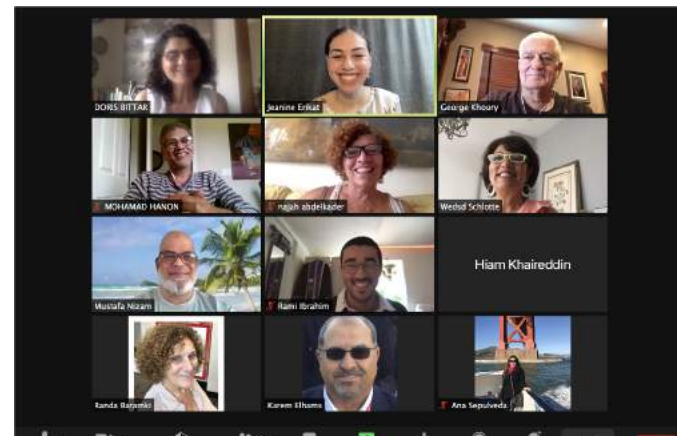 DORIS BITTAR
Jeanine Erikat
George Khoury
MOHAMAD HANON
najah abdelkader
Wedad Schlotte
Mustafa Nizam
Rami Ibrahim
Hiam Khaireddin
Randa Baramki
Karem Elhams
Ana Sepulveda